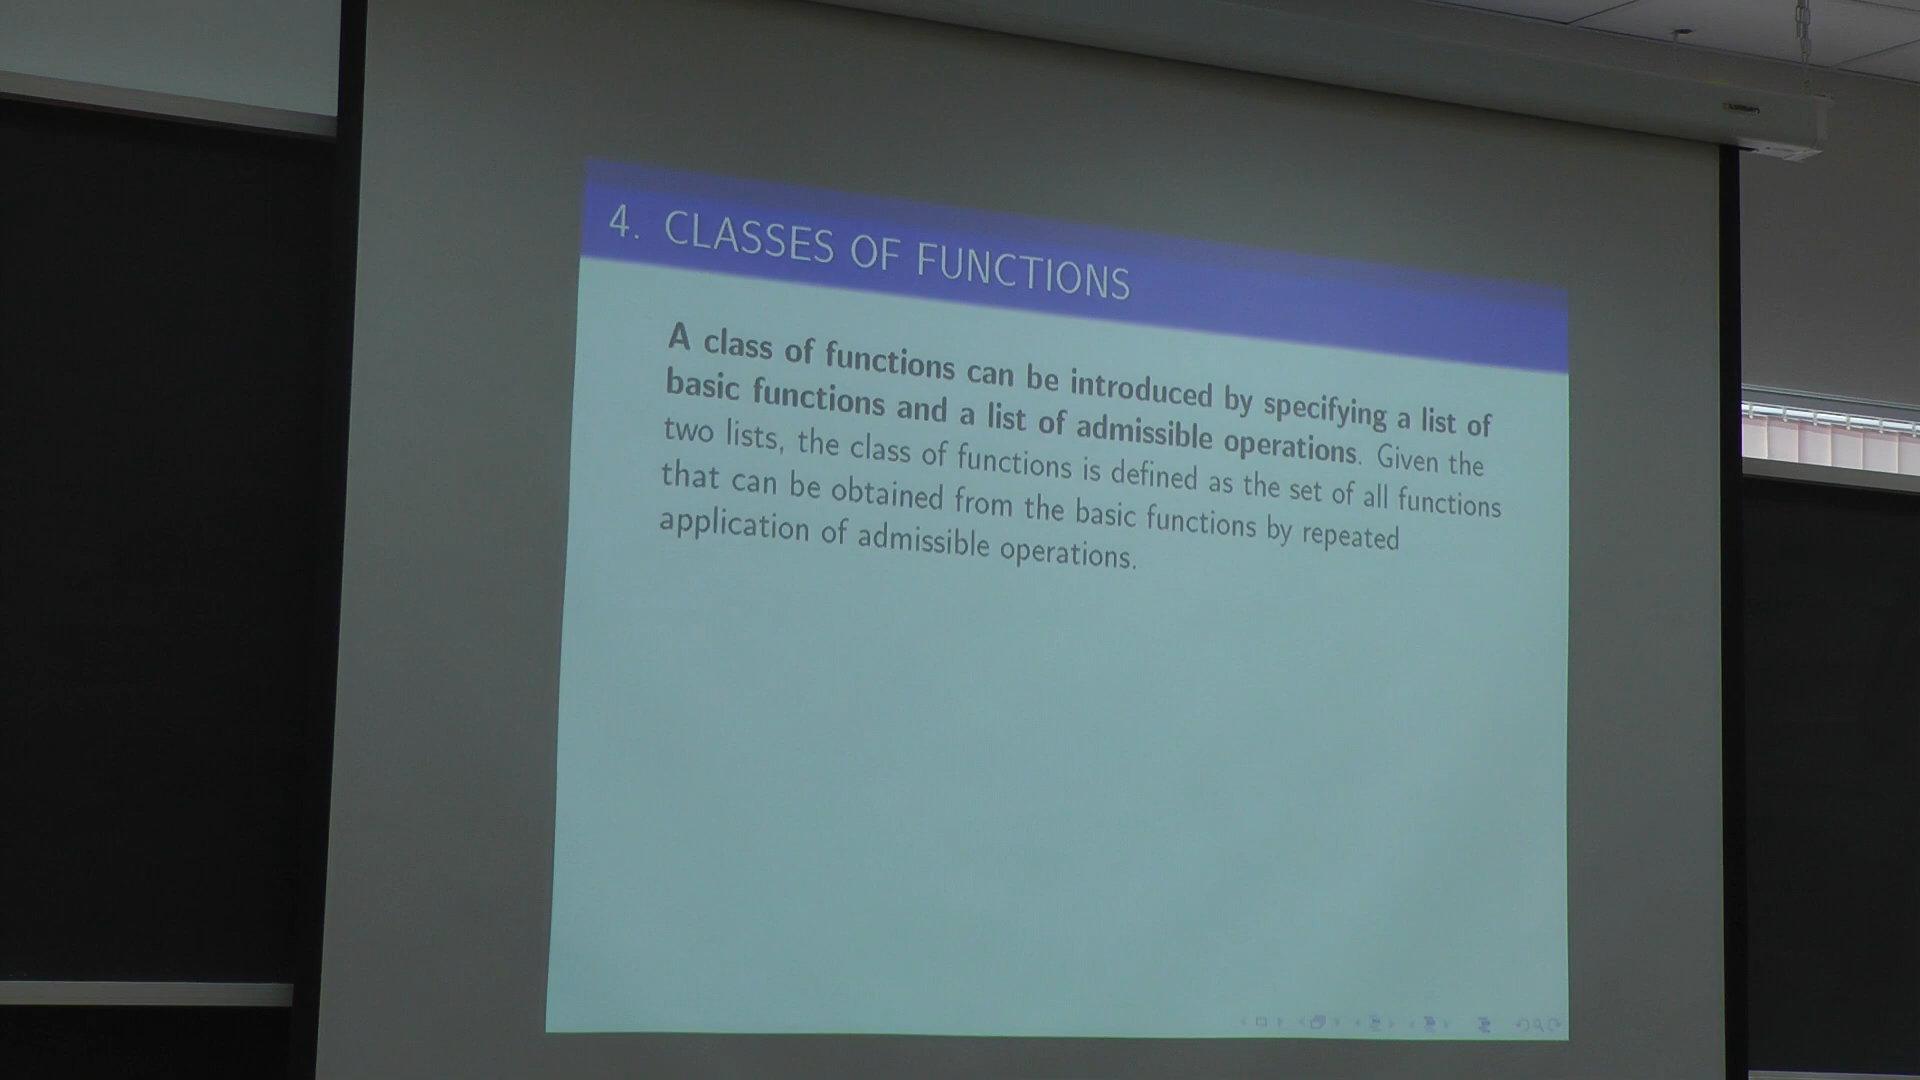 4. CLASSES OF FUNCTIONS
A class of functions can be introduced by specifying a list of
basic functions and a list of admissible operations. Given the
two lists, the class of functions is defined as the set of all functions
that can be obtained from the basic functions by repeated
application of admissible operations.